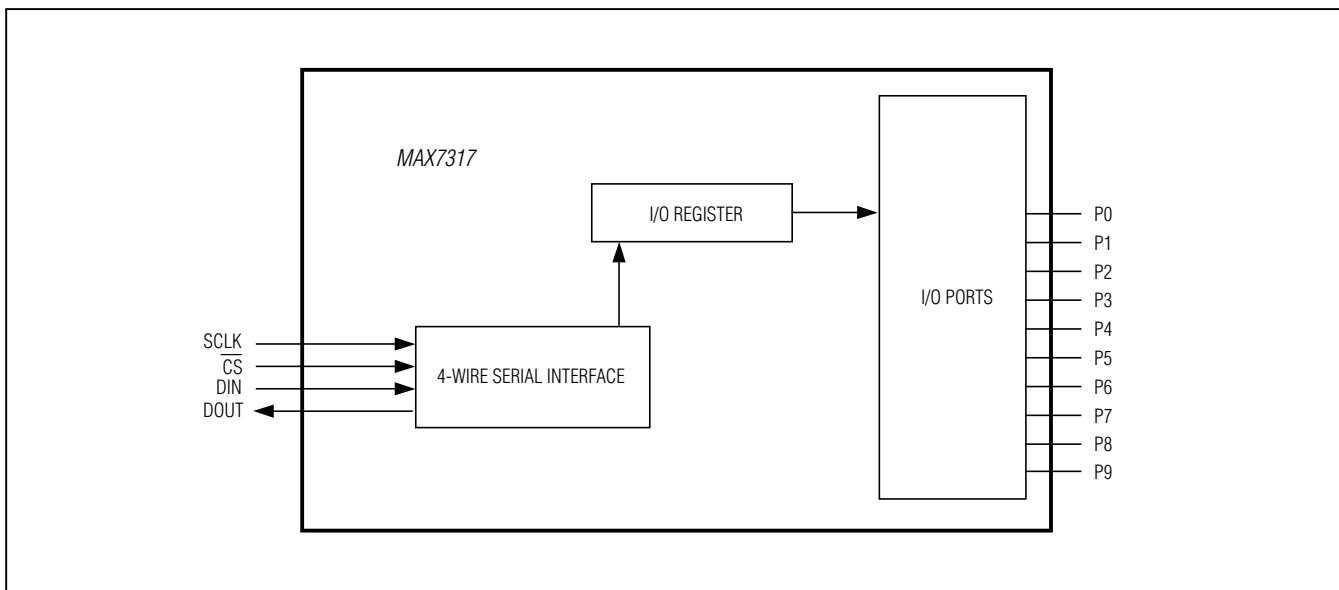 MAX7317
I/O REGISTER
I/O PORTS
4-WIRE SERIAL INTERFACE
SCLK
C̅S̅
DIN
DOUT
P0
P1
P2
P3
P4
P5
P6
P7
P8
P9